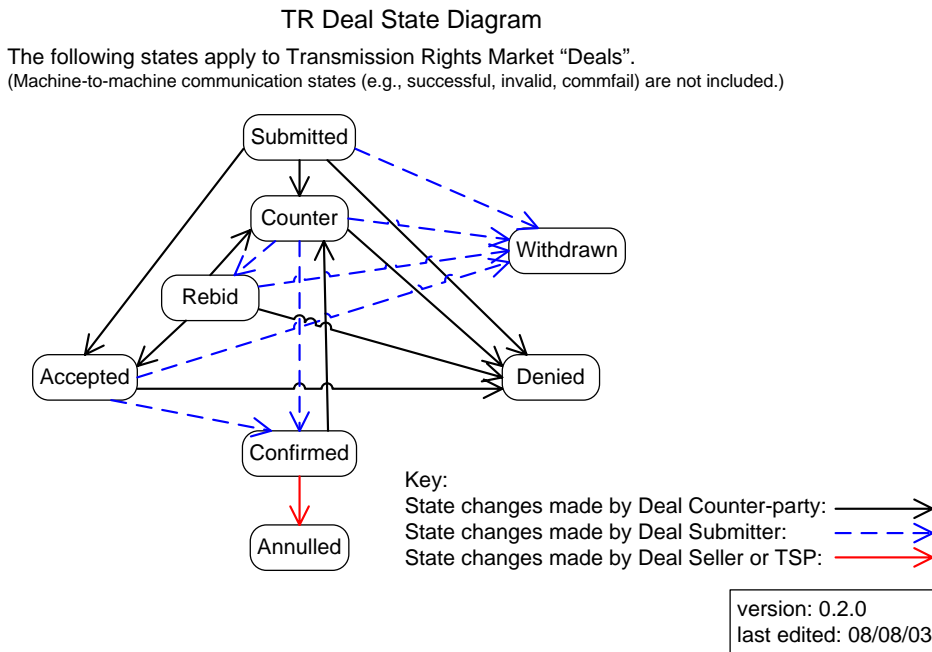 TR Deal State Diagram
The following states apply to Transmission Rights Market “Deals”.
(Machine-to-machine communication states (e.g., successful, invalid, commfail) are not included.)
Submitted
Counter
Withdrawn
Rebid
Accepted
Denied
Confirmed
Annulled
Key:
State changes made by Deal Counter-party:
State changes made by Deal Submitter:
State changes made by Deal Seller or TSP:
version: 0.2.0
last edited: 08/08/03